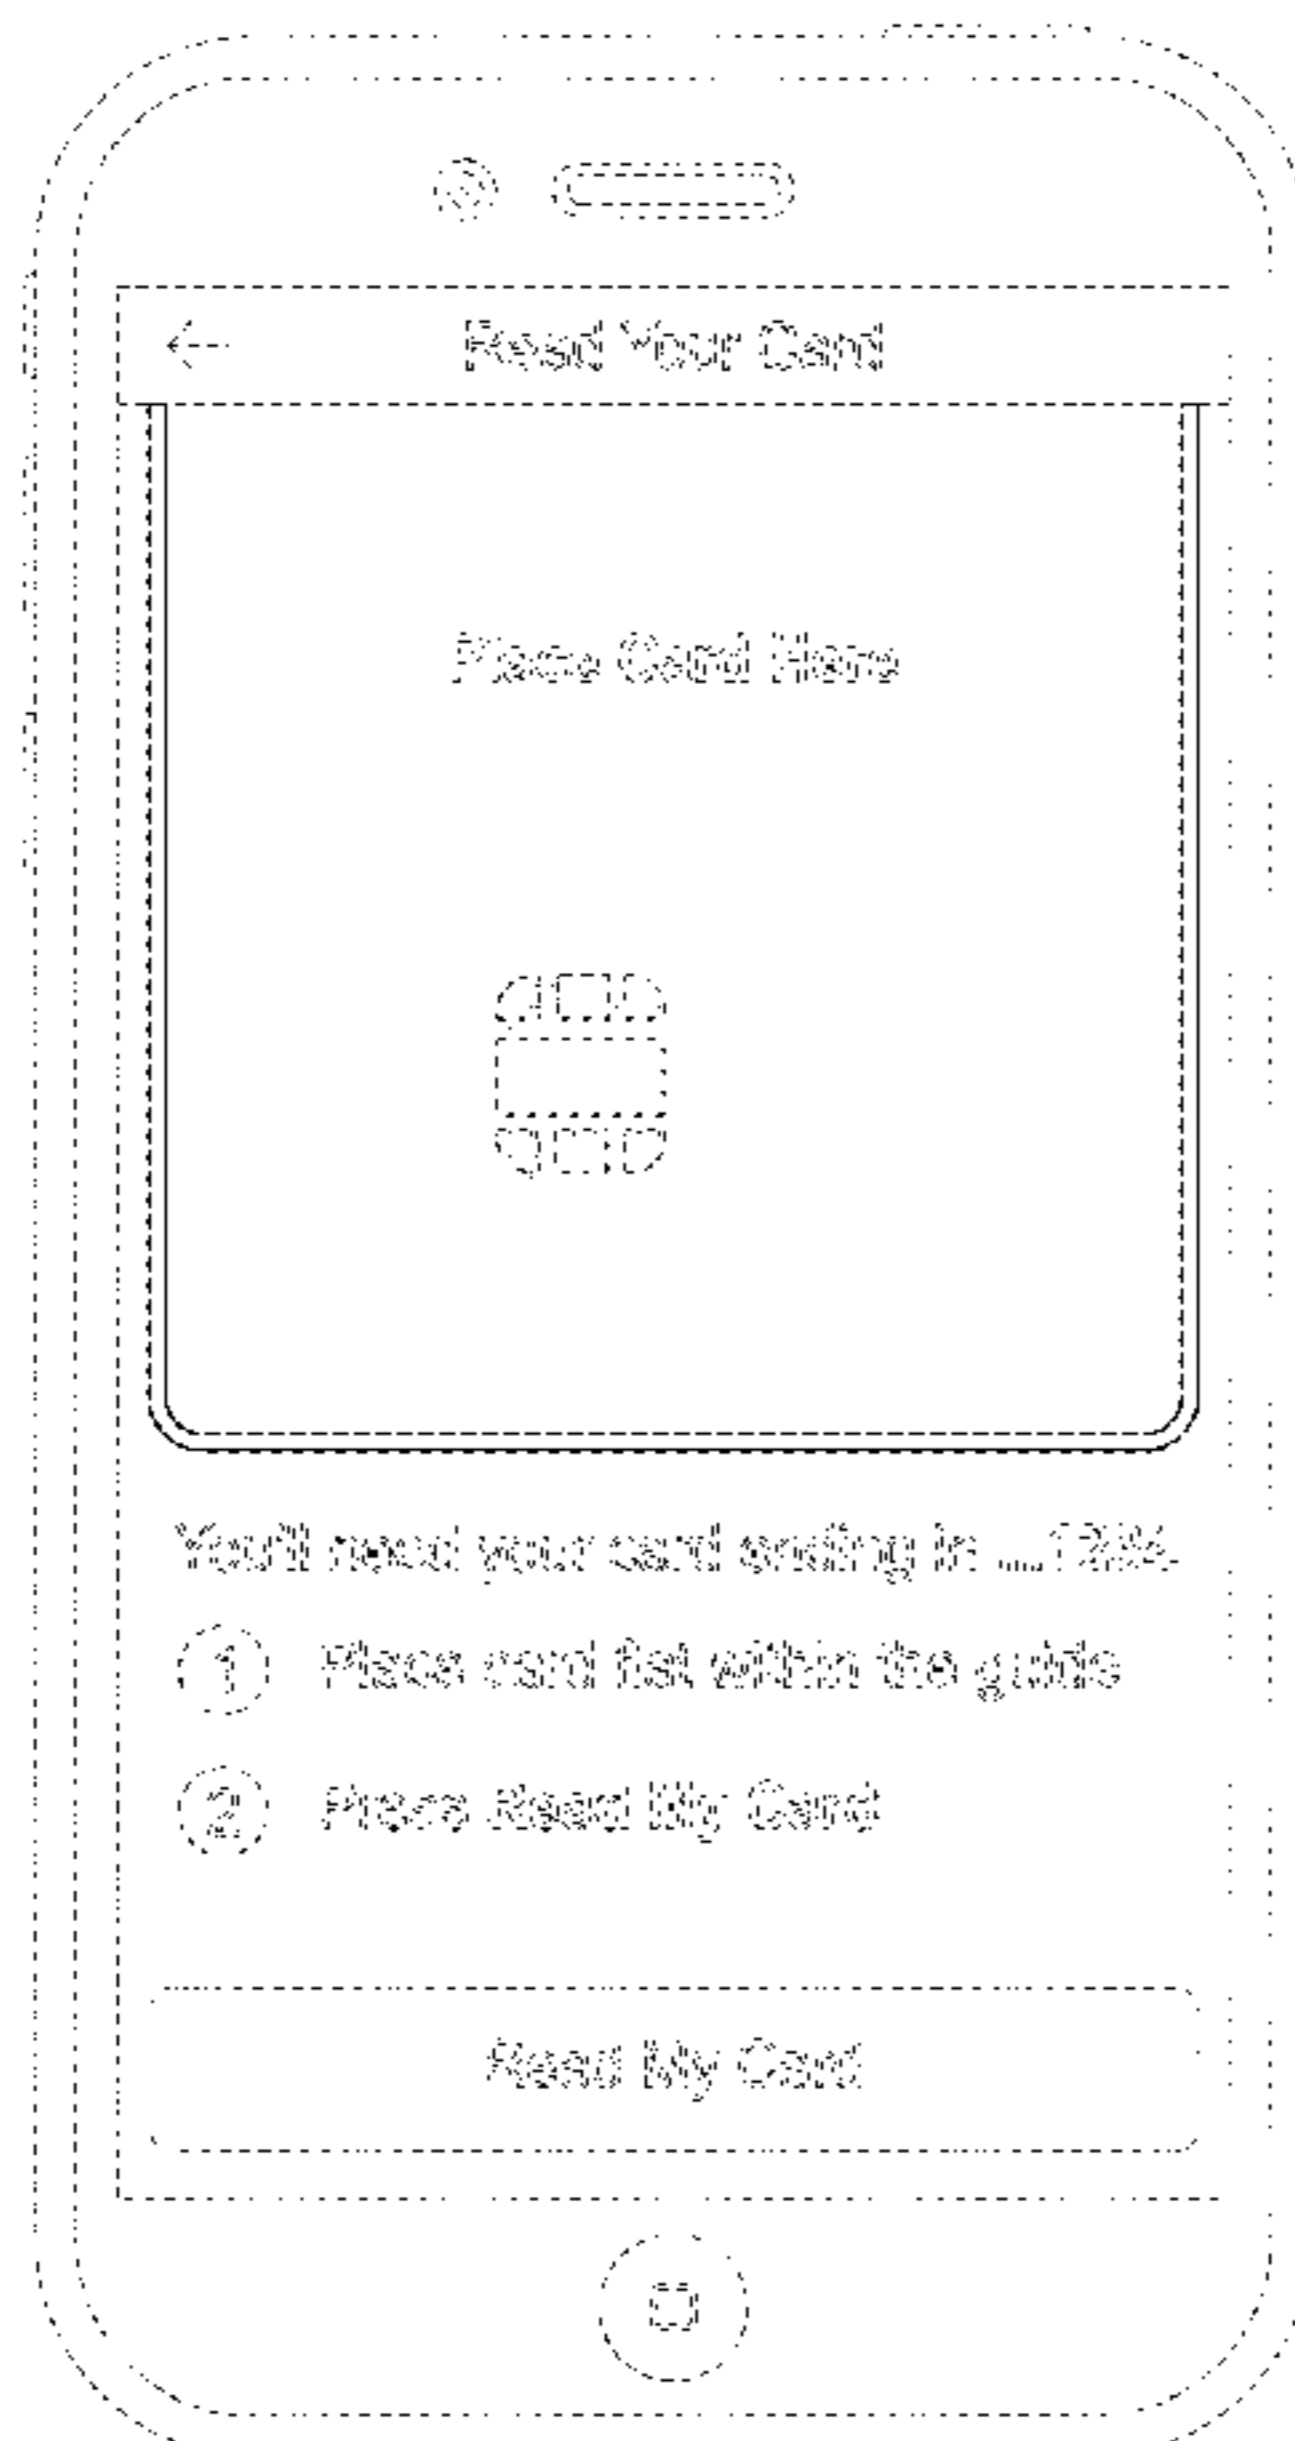 Read Your Card
Place Card Here
You'll need your card ending in ...1234.
1 Place card flat within the guide
2 Press Read My Card
Read My Card